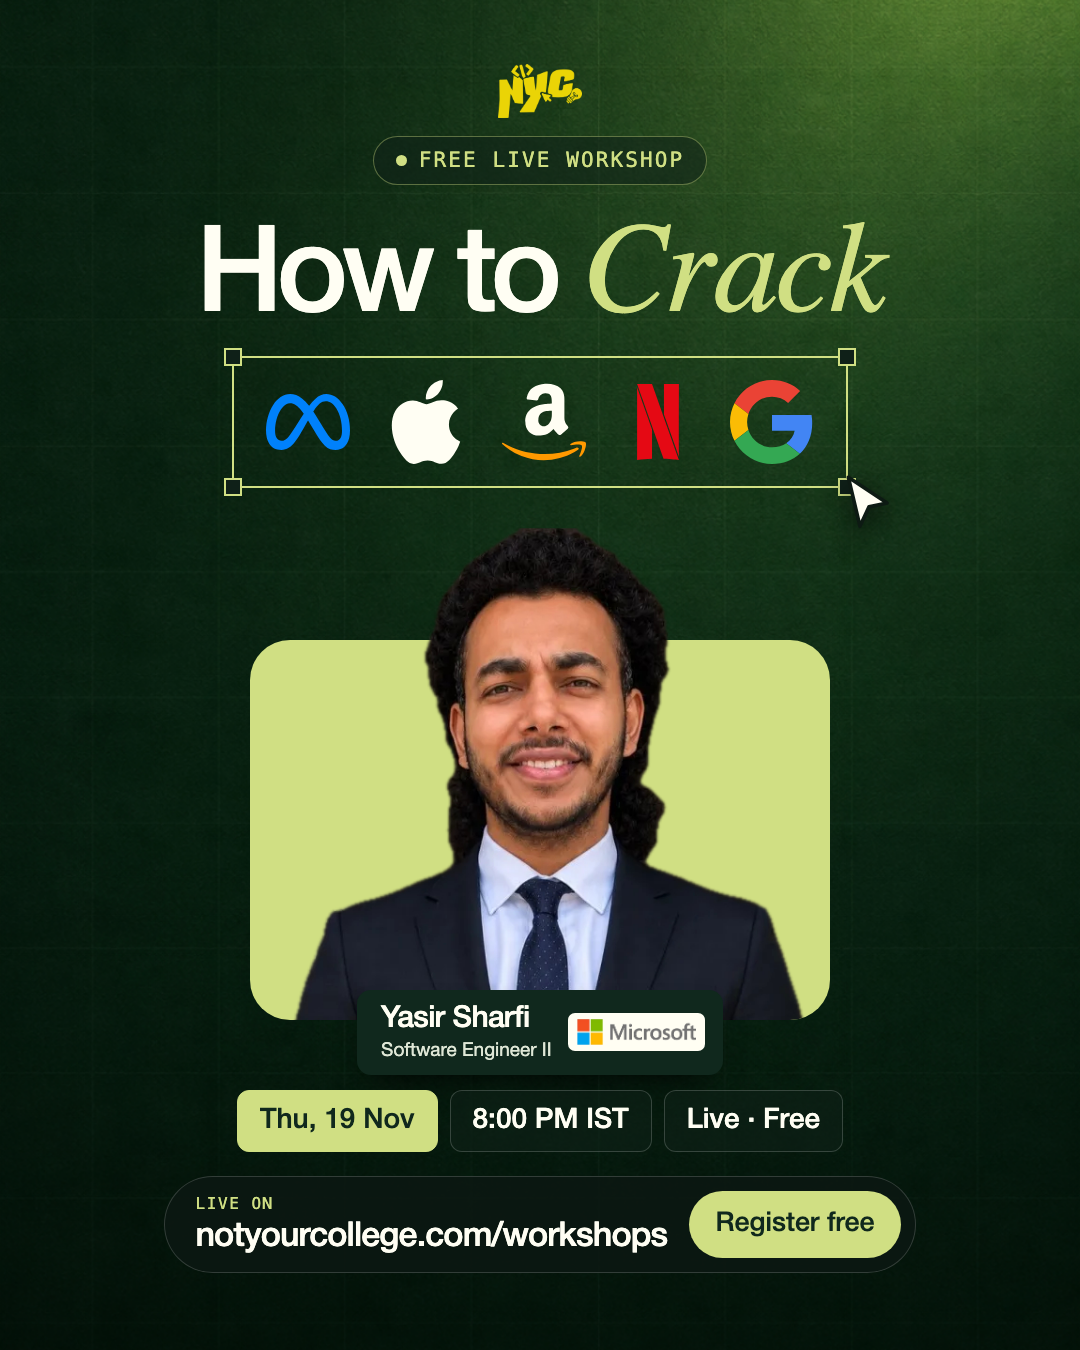 NYC
FREE LIVE WORKSHOP
How to Crack
a
N
G
Yasir Sharfi
Software Engineer II
Microsoft
Thu, 19 Nov
8:00 PM IST
Live · Free
LIVE ON
notyourcollege.com/workshops
Register free